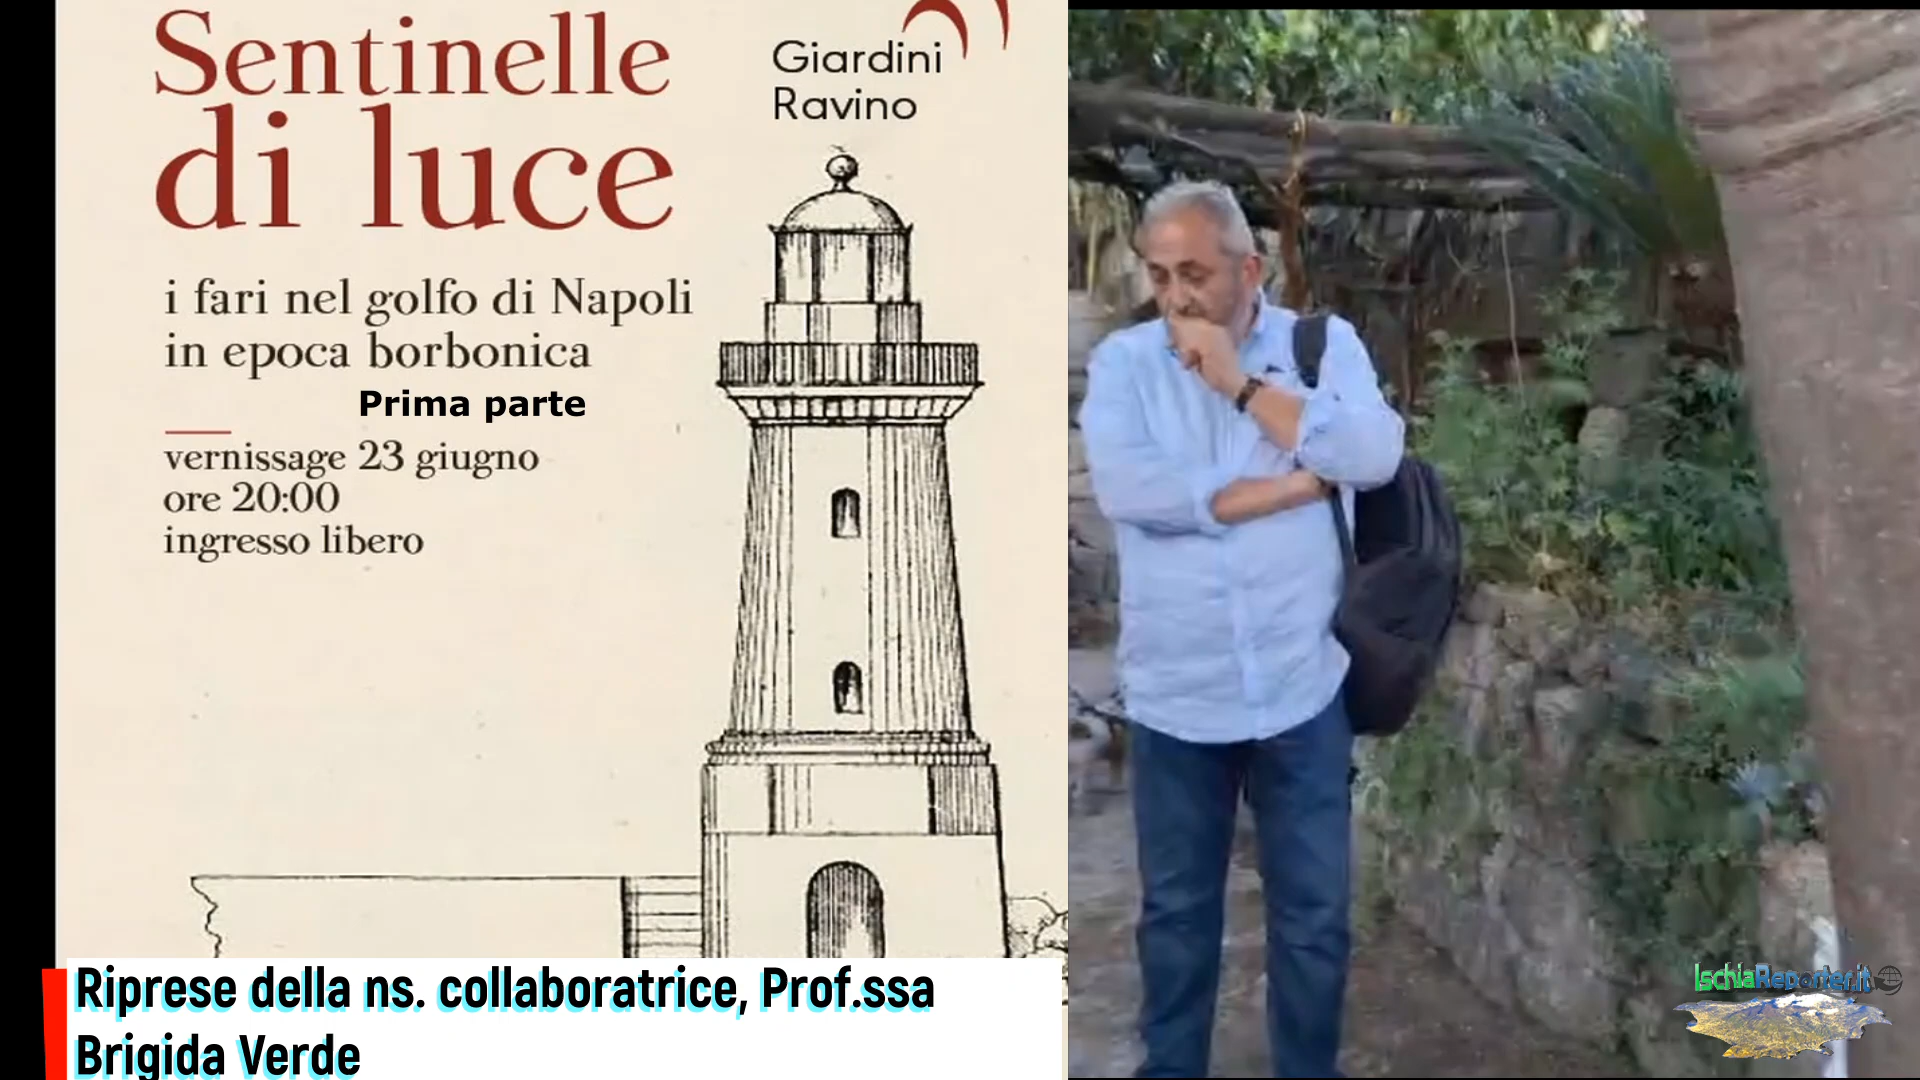 Sentinelle
di luce
Giardini
Ravino
i fari nel golfo di Napoli
in epoca borbonica
Prima parte
vernissage 23 giugno
ore 20:00
ingresso libero
Riprese della ns. collaboratrice, Prof.ssa
Brigida Verde
IschiaReporter.it